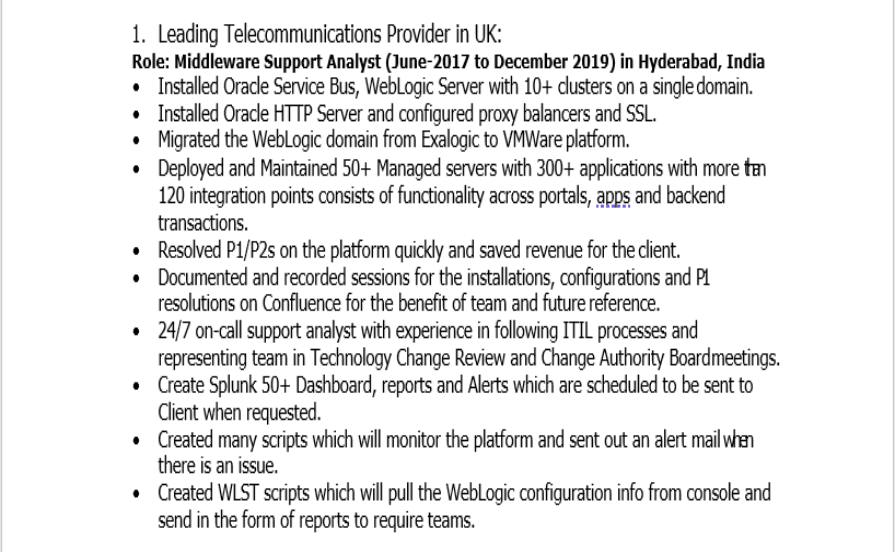 1. Leading Telecommunications Provider in UK:
Role: Middleware Support Analyst (June-2017 to December 2019) in Hyderabad, India
• Installed Oracle Service Bus, WebLogic Server with 10+ clusters on a single domain.
• Installed Oracle HTTP Server and configured proxy balancers and SSL.
• Migrated the WebLogic domain from Exalogic to VMWare platform.
• Deployed and Maintained 50+ Managed servers with 300+ applications with more than
120 integration points consists of functionality across portals, apps and backend
transactions.
• Resolved P1/P2s on the platform quickly and saved revenue for the client.
• Documented and recorded sessions for the installations, configurations and P1
resolutions on Confluence for the benefit of team and future reference.
• 24/7 on-call support analyst with experience in following ITIL processes and
representing team in Technology Change Review and Change Authority Boardmeetings.
• Create Splunk 50+ Dashboard, reports and Alerts which are scheduled to be sent to
Client when requested.
• Created many scripts which will monitor the platform and sent out an alert mail when
there is an issue.
• Created WLST scripts which will pull the WebLogic configuration info from console and
send in the form of reports to require teams.